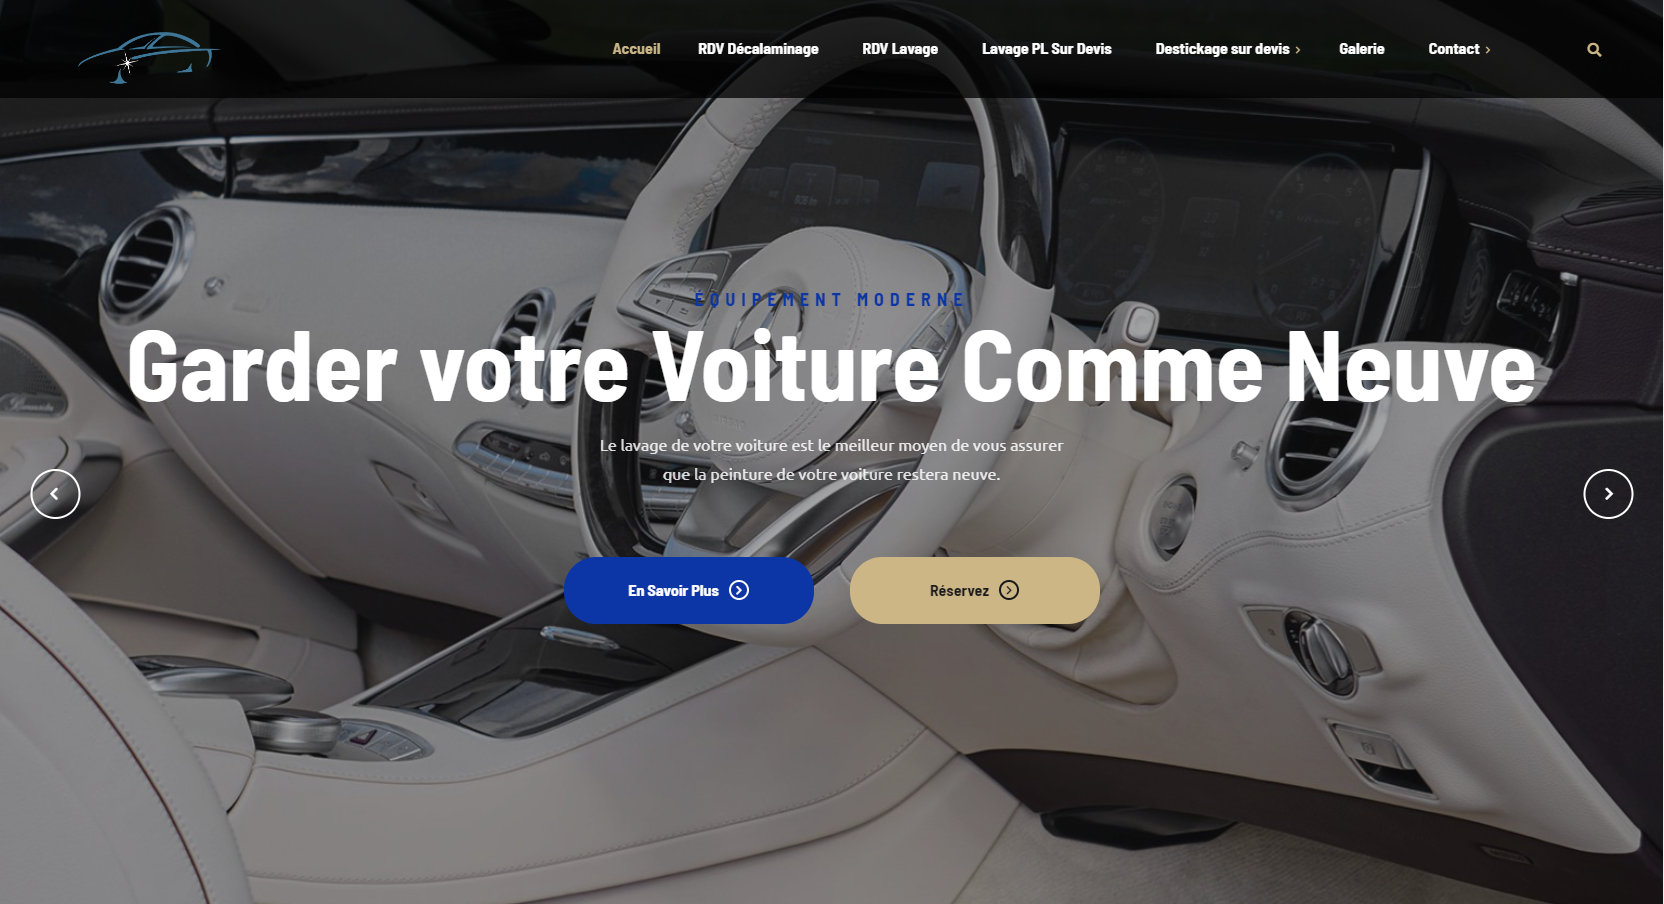 Accueil RDV Décalaminage RDV Lavage Lavage PL Sur Devis Destickage sur devis Galerie Contact
ÉQUIPEMENT MODERNE
Garder votre Voiture Comme Neuve
Le lavage de votre voiture est le meilleur moyen de vous assurer
que la peinture de votre voiture restera neuve.
En Savoir Plus
Réservez